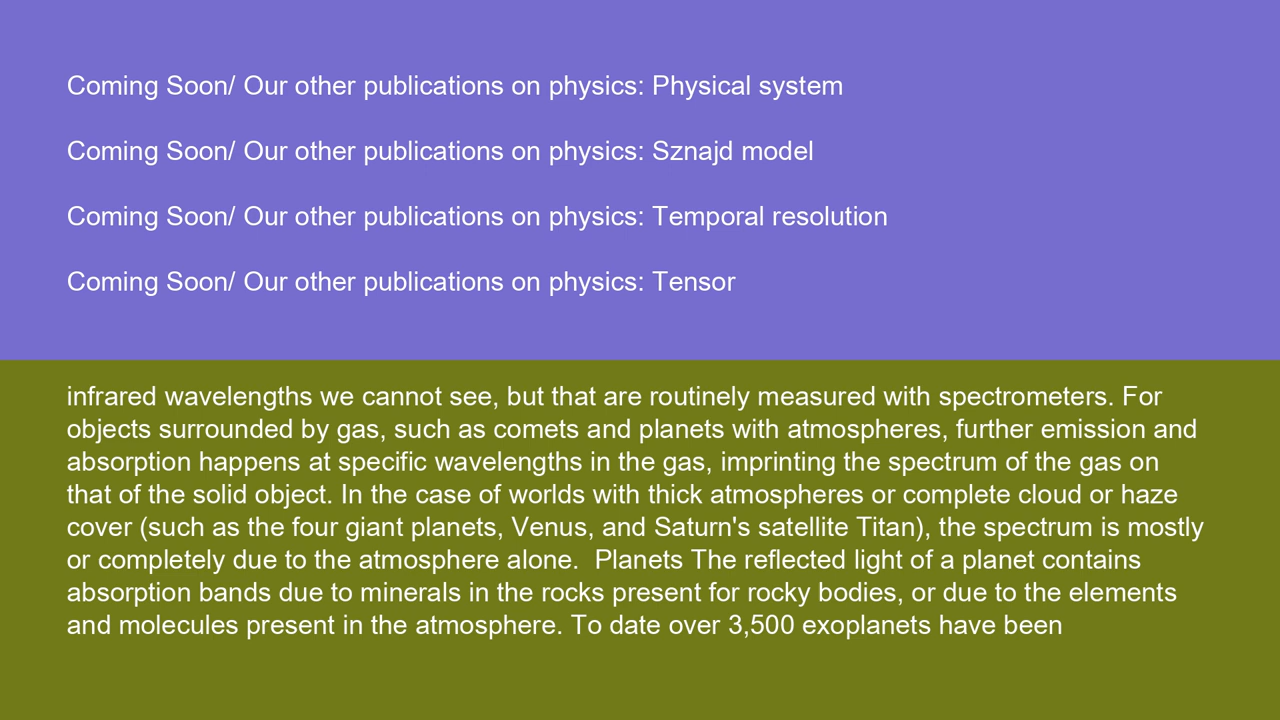 Coming Soon/ Our other publications on physics: Physical system
Coming Soon/ Our other publications on physics: Sznajd model
Coming Soon/ Our other publications on physics: Temporal resolution
Coming Soon/ Our other publications on physics: Tensor
infrared wavelengths we cannot see, but that are routinely measured with spectrometers. For
objects surrounded by gas, such as comets and planets with atmospheres, further emission and
absorption happens at specific wavelengths in the gas, imprinting the spectrum of the gas on
that of the solid object. In the case of worlds with thick atmospheres or complete cloud or haze
cover (such as the four giant planets, Venus, and Saturn's satellite Titan), the spectrum is mostly
or completely due to the atmosphere alone.  Planets The reflected light of a planet contains
absorption bands due to minerals in the rocks present for rocky bodies, or due to the elements
and molecules present in the atmosphere. To date over 3,500 exoplanets have been